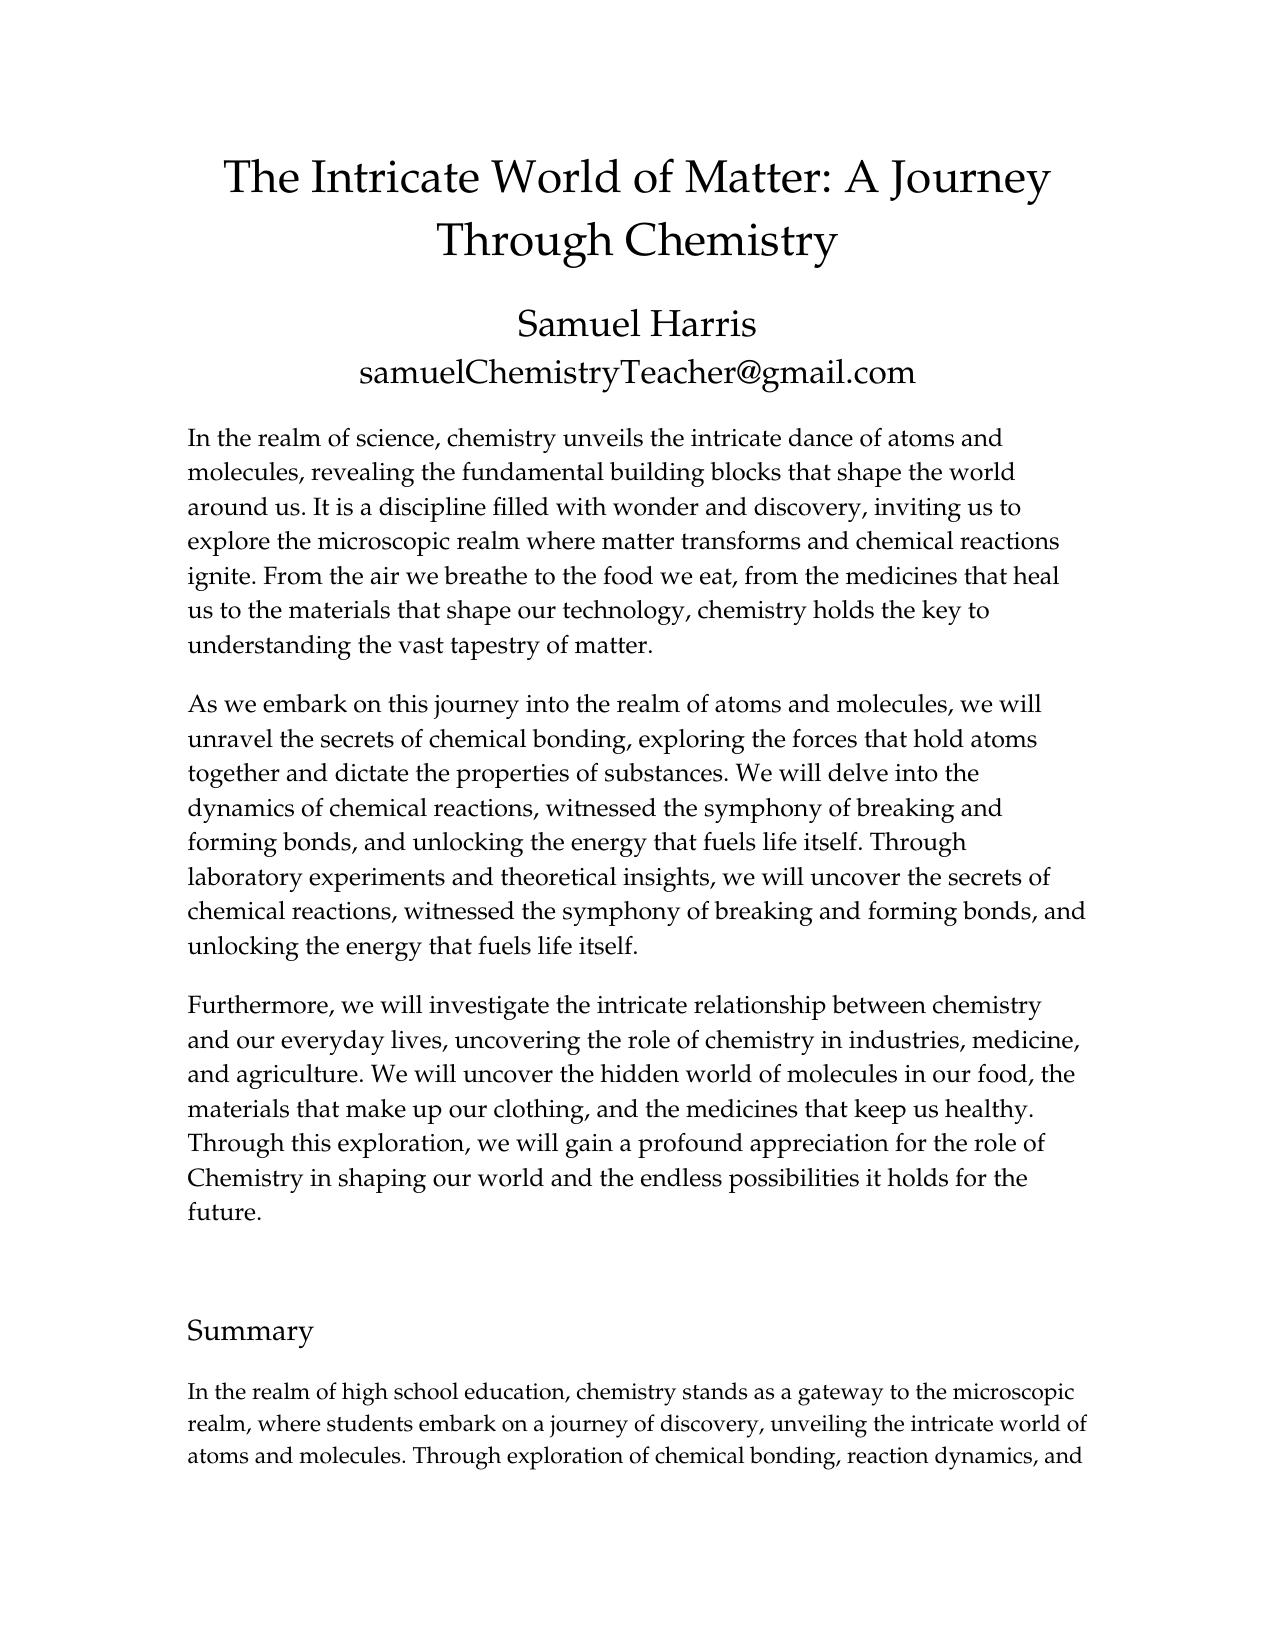 The Intricate World of Matter: A Journey
Through Chemistry
Samuel Harris
samuelChemistryTeacher@gmail.com
In the realm of science, chemistry unveils the intricate dance of atoms and
molecules, revealing the fundamental building blocks that shape the world
around us. It is a discipline filled with wonder and discovery, inviting us to
explore the microscopic realm where matter transforms and chemical reactions
ignite. From the air we breathe to the food we eat, from the medicines that heal
us to the materials that shape our technology, chemistry holds the key to
understanding the vast tapestry of matter.
As we embark on this journey into the realm of atoms and molecules, we will
unravel the secrets of chemical bonding, exploring the forces that hold atoms
together and dictate the properties of substances. We will delve into the
dynamics of chemical reactions, witnessed the symphony of breaking and
forming bonds, and unlocking the energy that fuels life itself. Through
laboratory experiments and theoretical insights, we will uncover the secrets of
chemical reactions, witnessed the symphony of breaking and forming bonds, and
unlocking the energy that fuels life itself.
Furthermore, we will investigate the intricate relationship between chemistry
and our everyday lives, uncovering the role of chemistry in industries, medicine,
and agriculture. We will uncover the hidden world of molecules in our food, the
materials that make up our clothing, and the medicines that keep us healthy.
Through this exploration, we will gain a profound appreciation for the role of
Chemistry in shaping our world and the endless possibilities it holds for the
future.
Summary
In the realm of high school education, chemistry stands as a gateway to the microscopic
realm, where students embark on a journey of discovery, unveiling the intricate world of
atoms and molecules. Through exploration of chemical bonding, reaction dynamics, and